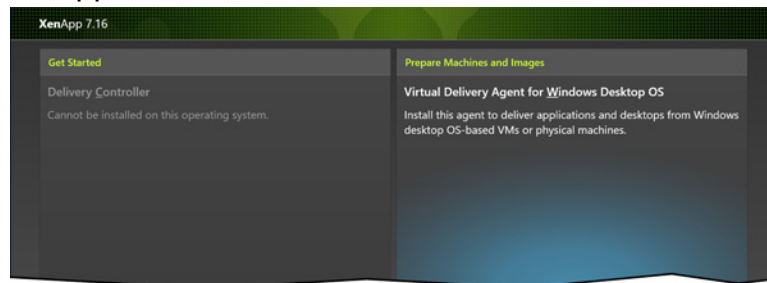 XenApp 7.16
Get Started
Delivery Controller
Cannot be installed on this operating system.
Prepare Machines and Images
Virtual Delivery Agent for Windows Desktop OS
Install this agent to deliver applications and desktops from Windows
desktop OS-based VMs or physical machines.